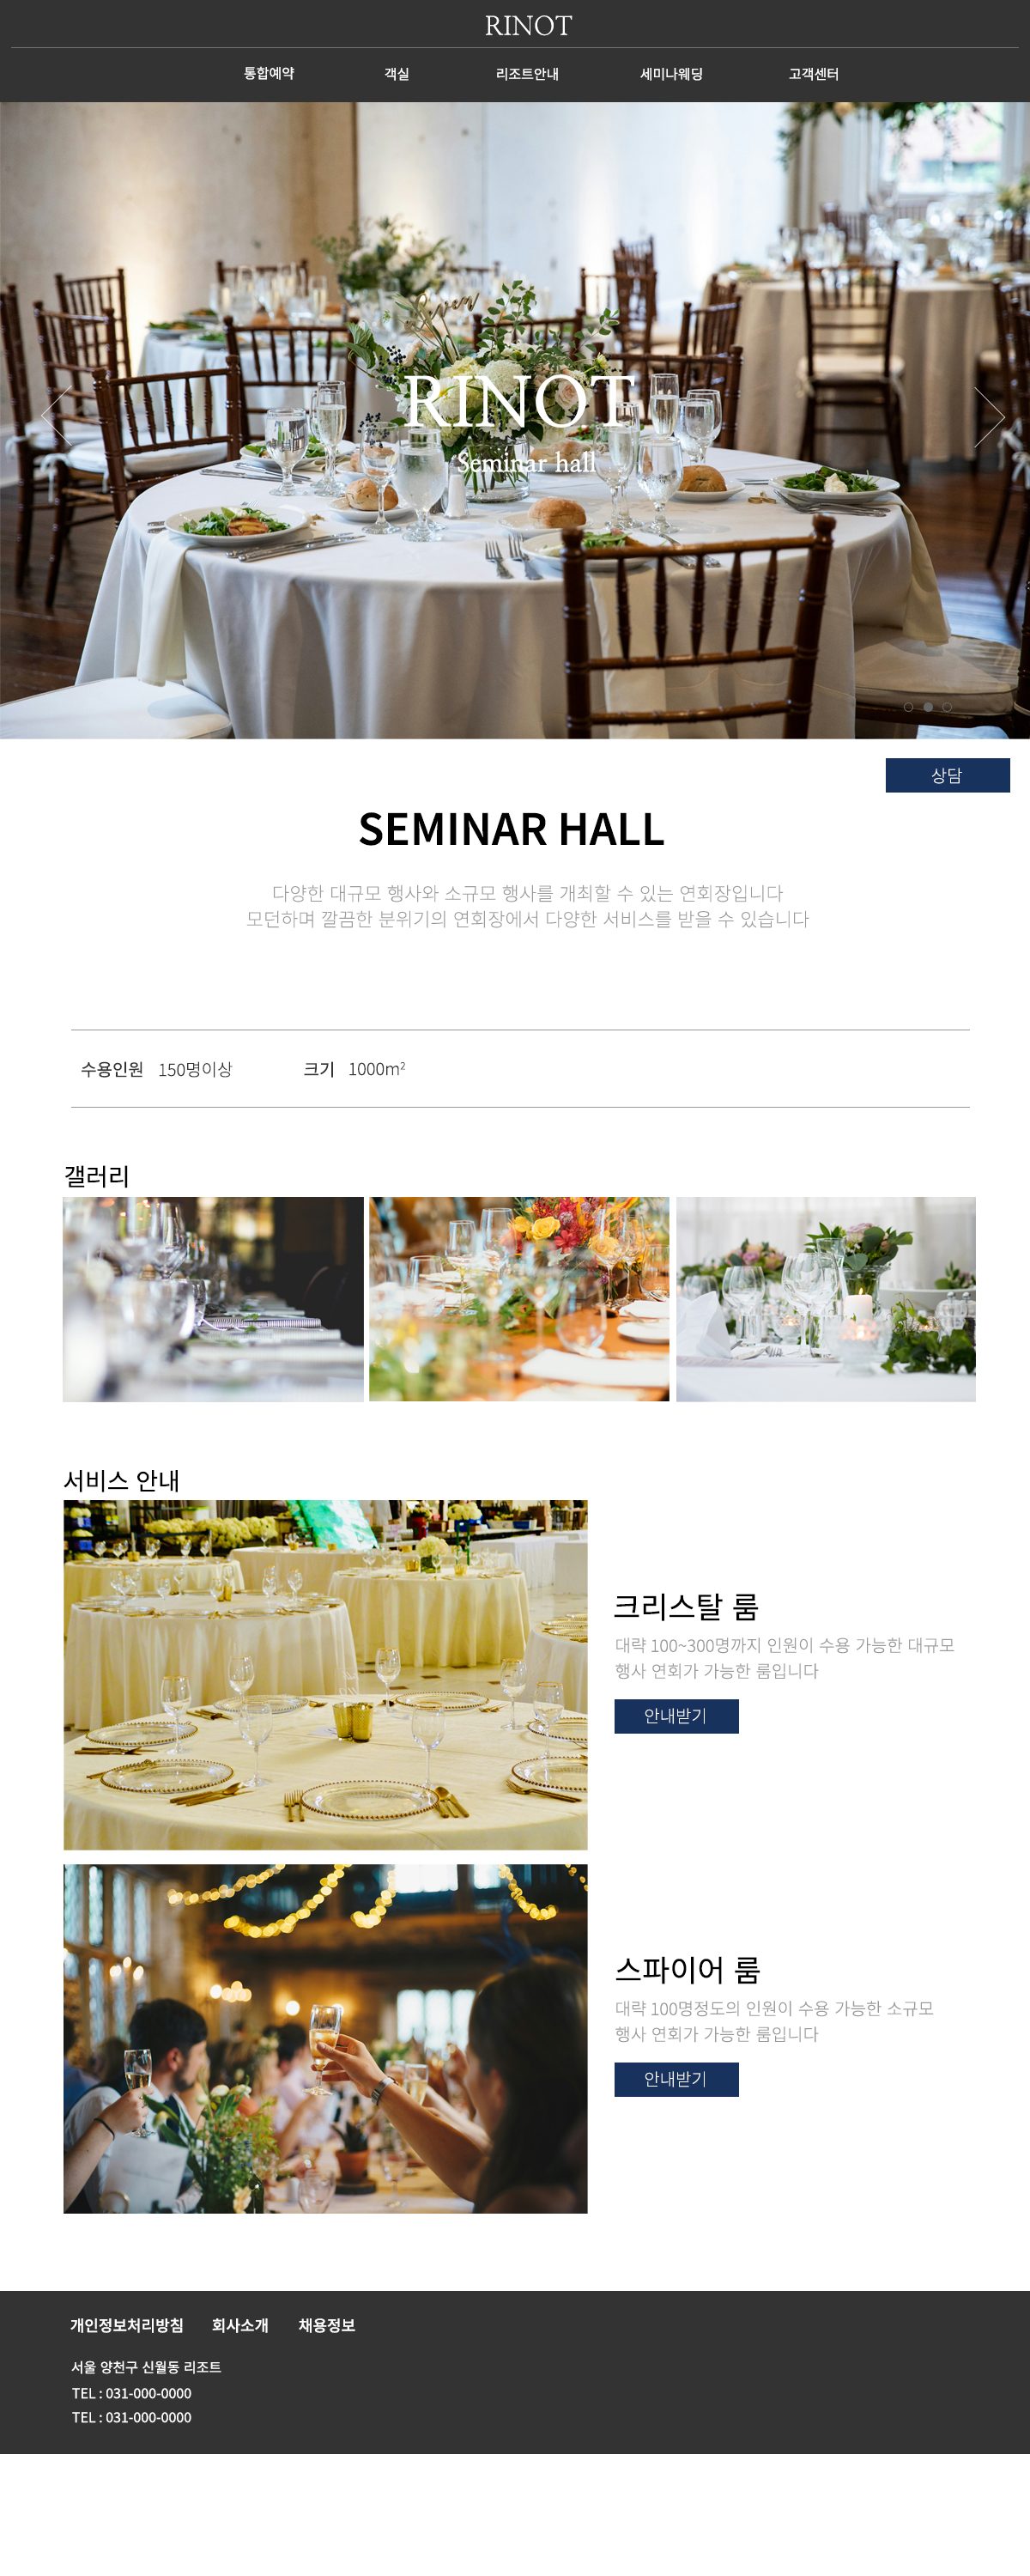 RINOT
통합예약 객실 리조트안내 세미나웨딩 고객센터
RINOT
Seminar hall
상담
SEMINAR HALL
다양한 대규모 행사와 소규모 행사를 개최할 수 있는 연회장입니다
모던하며 깔끔한 분위기의 연회장에서 다양한 서비스를 받을 수 있습니다
수용인원 150명이상 크기 1000m²
갤러리
서비스 안내
크리스탈 룸
대략 100~300명까지 인원이 수용 가능한 대규모
행사 연회가 가능한 룸입니다
안내받기
스파이어 룸
대략 100명정도의 인원이 수용 가능한 소규모
행사 연회가 가능한 룸입니다
안내받기
개인정보처리방침 회사소개 채용정보
서울 양천구 신월동 리조트
TEL : 031-000-0000
TEL : 031-000-0000